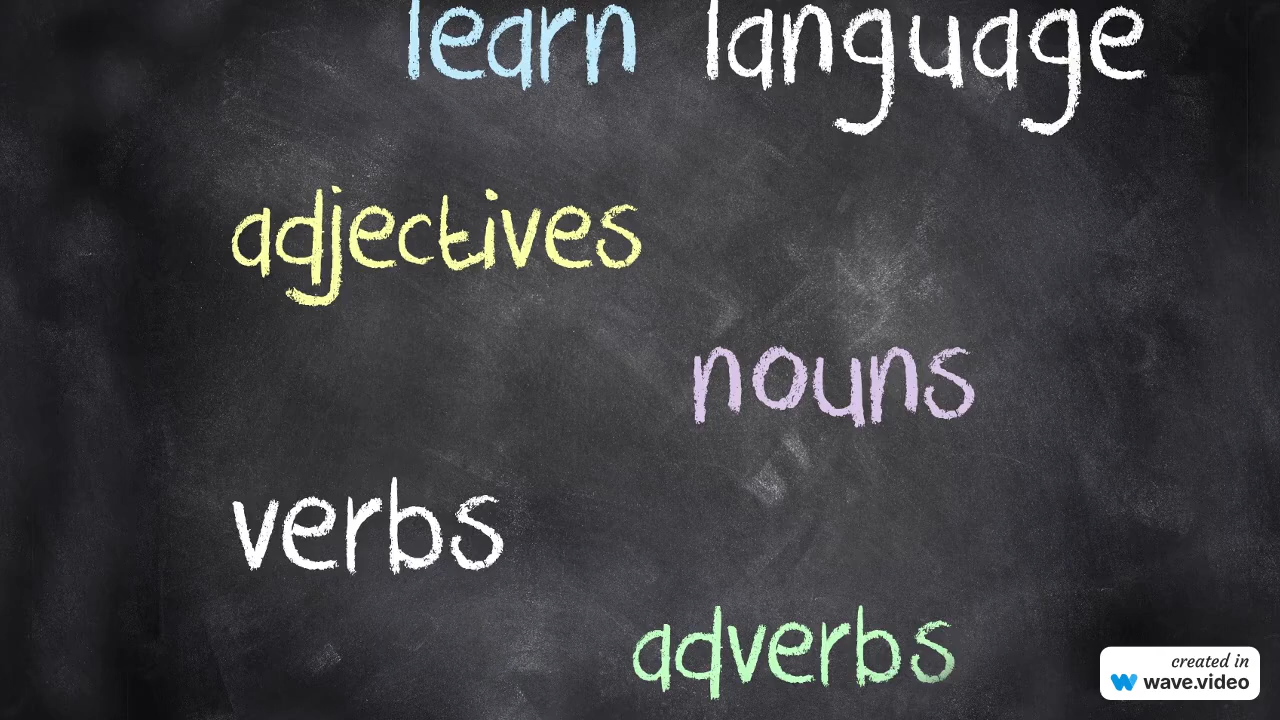 learn language
adjectives
nouns
verbs
adverbs
created in
wave.video